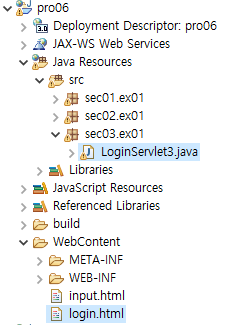 pro06
Deployment Descriptor: pro06
JAX-WS Web Services
Java Resources
src
sec01.ex01
sec02.ex01
sec03.ex01
LoginServlet3.java
Libraries
JavaScript Resources
Referenced Libraries
build
WebContent
META-INF
WEB-INF
input.html
login.html